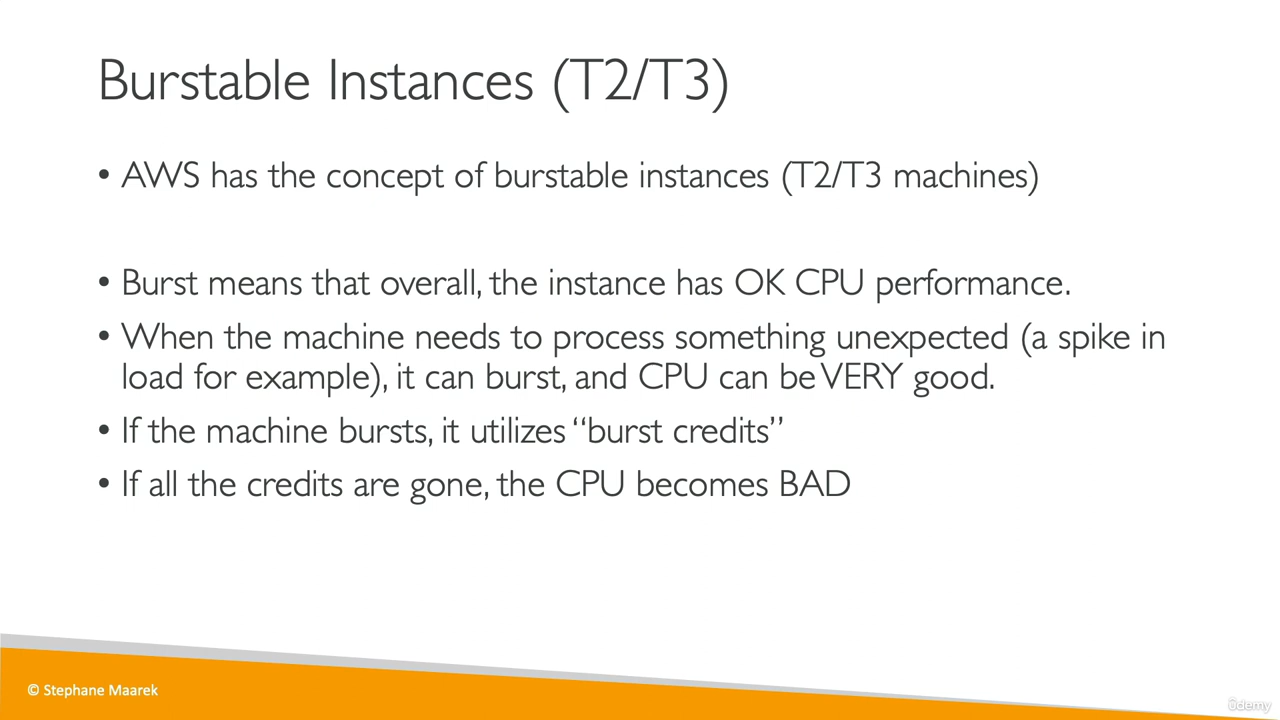 Burstable Instances (T2/T3)
• AWS has the concept of burstable instances (T2/T3 machines)
• Burst means that overall, the instance has OK CPU performance.
• When the machine needs to process something unexpected (a spike in
load for example), it can burst, and CPU can be VERY good.
• If the machine bursts, it utilizes “burst credits”
• If all the credits are gone, the CPU becomes BAD
© Stephane Maarek
ûdemy